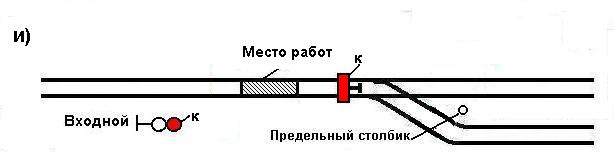 и)
Место работ
к
Входной
к
Предельный столбик